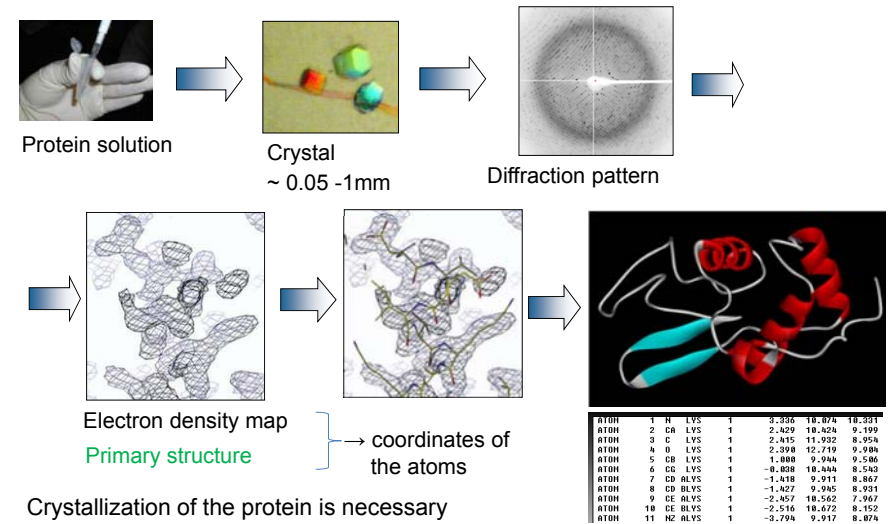 Protein solution
Crystal
~ 0.05 -1mm
Diffraction pattern
Electron density map
Primary structure
→ coordinates of
the atoms
ATOM 1 N LYS 1 3.336 10.074 10.331
ATOM 2 CA LYS 1 2.429 10.424 9.199
ATOM 3 C LYS 1 2.415 11.932 8.954
ATOM 4 O LYS 1 2.390 12.719 9.904
ATOM 5 CB LYS 1 1.000 9.944 9.506
ATOM 6 CG LYS 1 -0.038 10.444 8.543
ATOM 7 CD ALYS 1 -1.418 9.911 8.867
ATOM 8 CD BLYS 1 -1.427 9.945 8.931
ATOM 9 CE ALYS 1 -2.457 10.562 7.967
ATOM 10 CE BLYS 1 -2.516 10.672 8.152
ATOM 11 NZ ALYS 1 -3.794 9.917 8.074
Crystallization of the protein is necessary